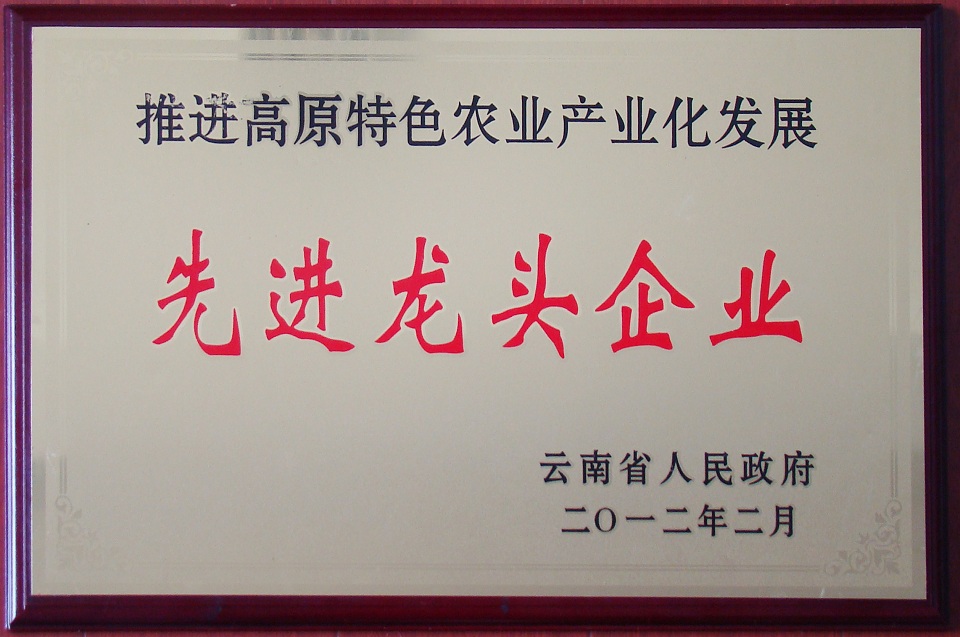 推进高原特色农业产业化发展
先进龙头企业
云南省人民政府
二〇一二年二月